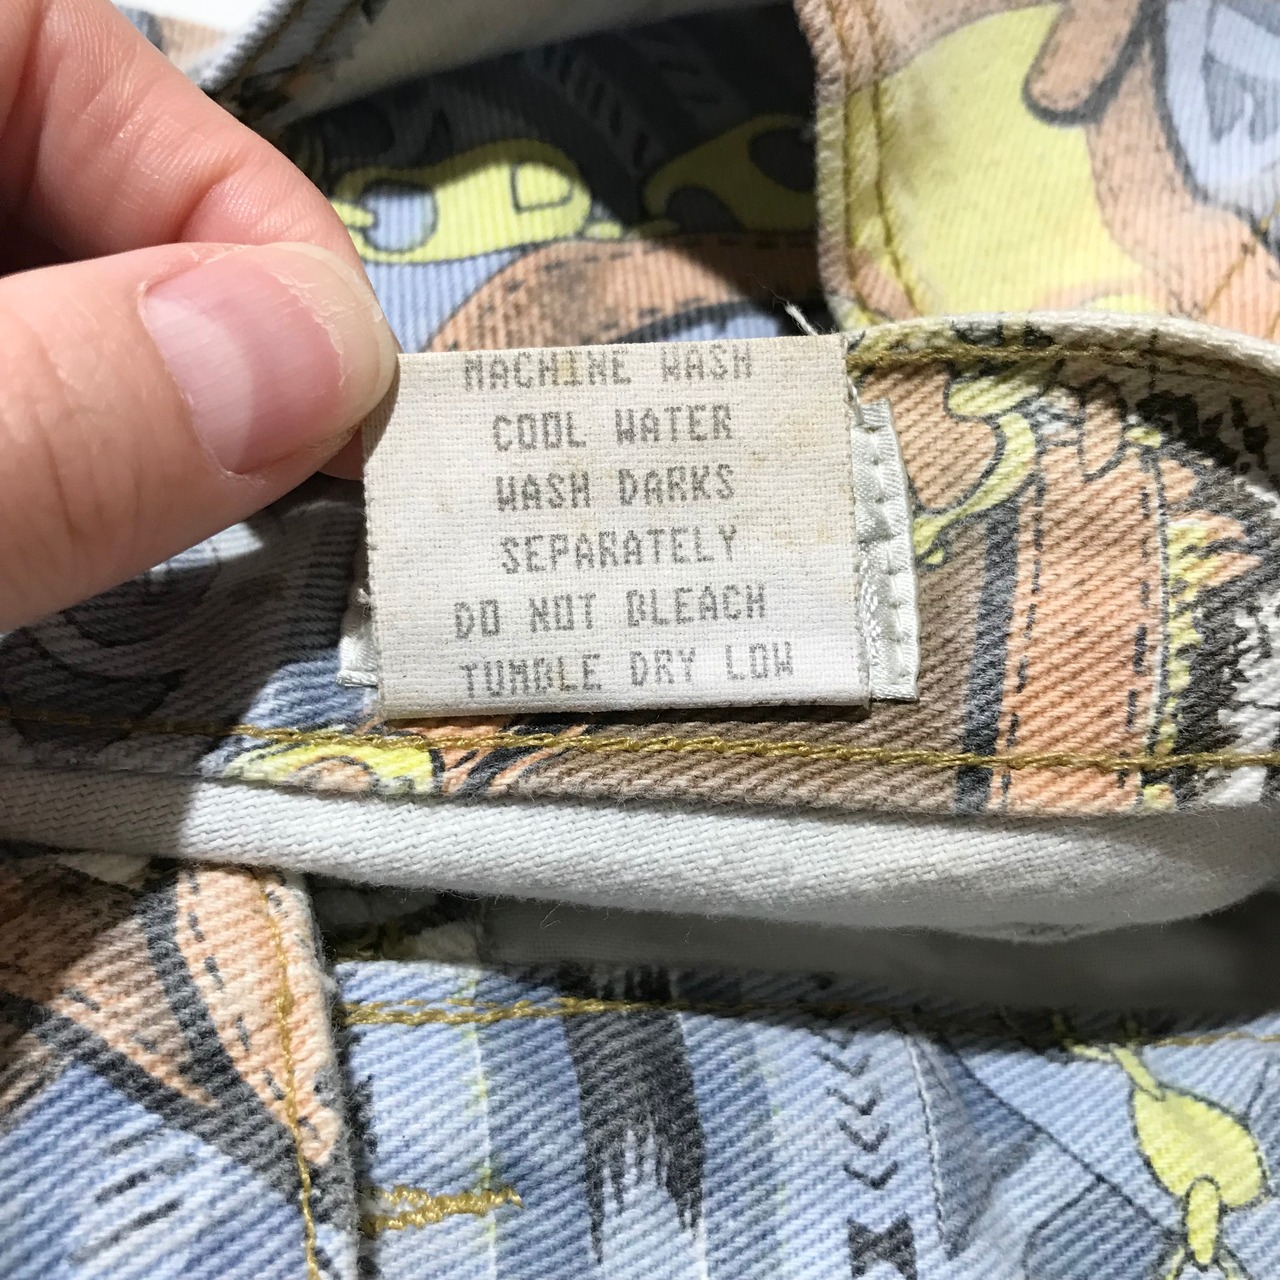 MACHINE WASH
COOL WATER
WASH DARKS
SEPARATELY
DO NOT BLEACH
TUMBLE DRY LOW